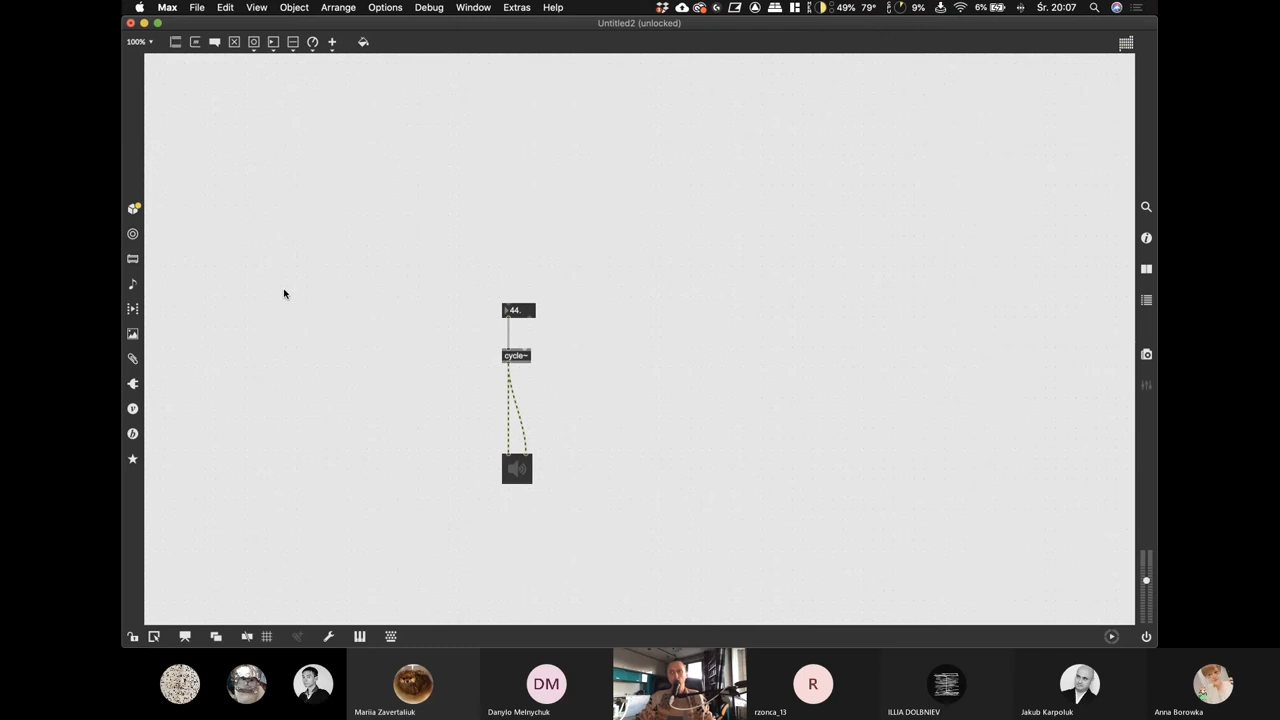 Max File Edit View Object Arrange Options Debug Window Extras Help 49% 79° 9% 6% Śr. 20:07
Untitled2 (unlocked)
100%
44.
cycle~
DM
R
Mariia Zavertaliuk Danylo Melnychuk rzonca_13 ILLIA DOLBNIEV Jakub Karpoluk Anna Borowka